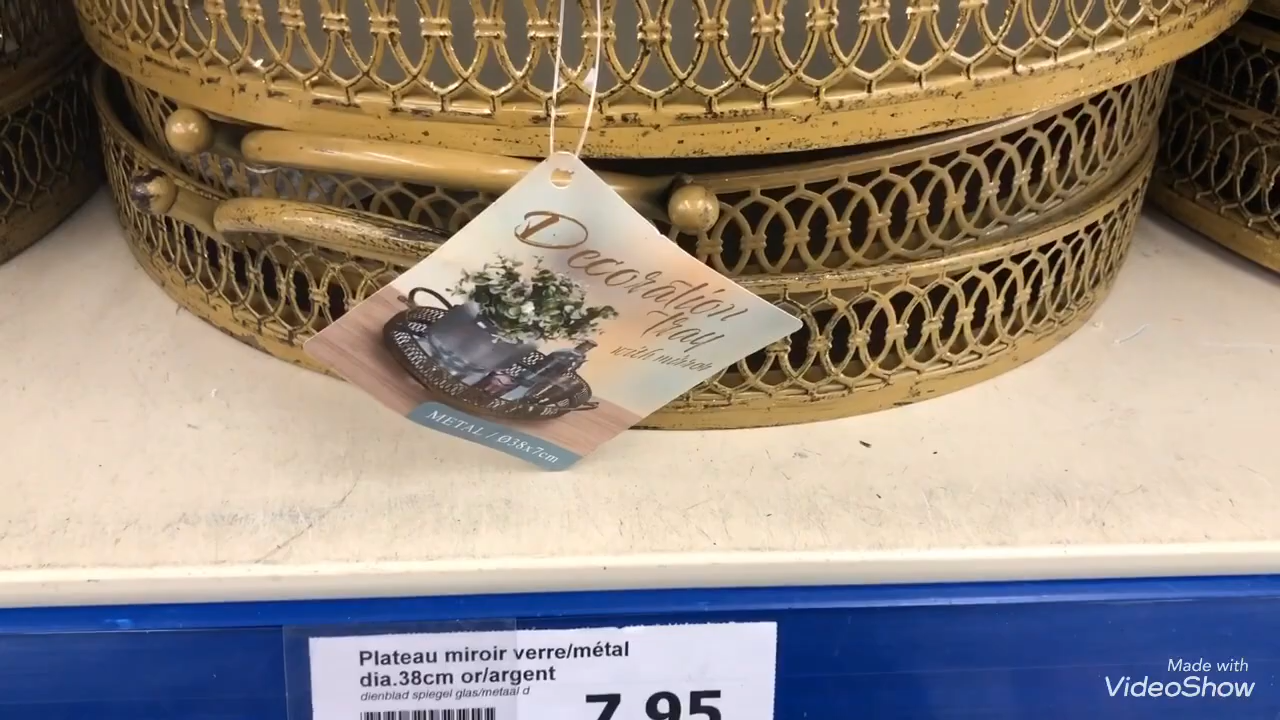 Decoration
Tray
with mirror
METAL / Ø38x7cm
Plateau miroir verre/métal
dia.38cm or/argent
dienblad spiegel glas/metaal d
7.95
Made with
VideoShow